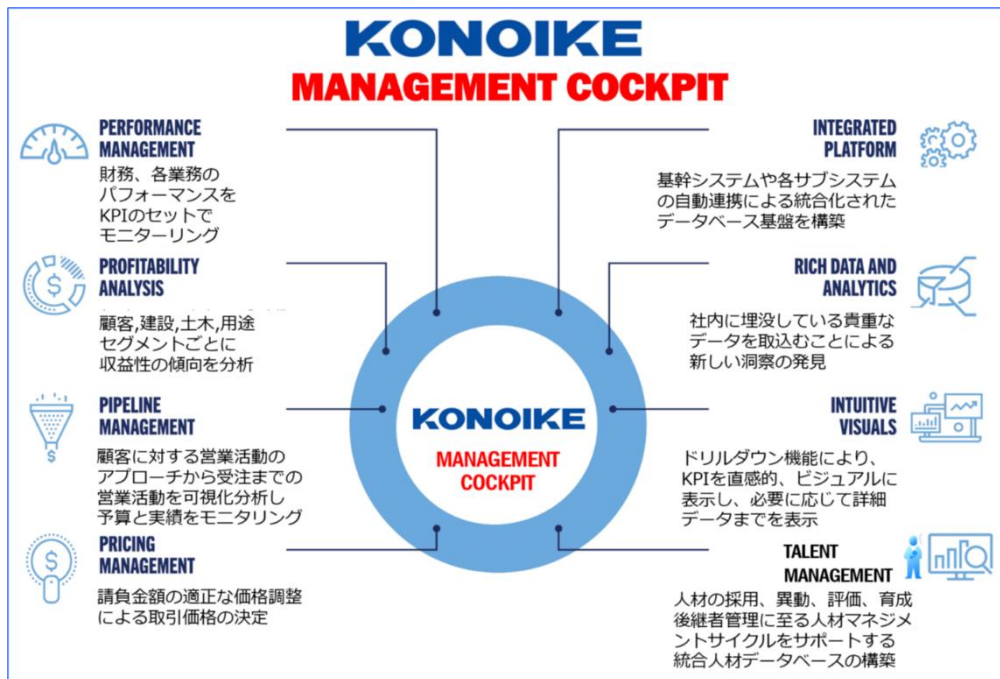 KONOIKE
MANAGEMENT COCKPIT
PERFORMANCE
MANAGEMENT
財務、各業務の
パフォーマンスを
KPIのセットで
モニターリング
PROFITABILITY
ANALYSIS
顧客,建設,土木,用途
セグメントごとに
収益性の傾向を分析
PIPELINE
MANAGEMENT
顧客に対する営業活動の
アプローチから受注までの
営業活動を可視化分析し
予算と実績をモニタリング
PRICING
MANAGEMENT
請負金額の適正な価格調整
による取引価格の決定
KONOIKE
MANAGEMENT
COCKPIT
INTEGRATED
PLATFORM
基幹システムや各サブシステム
の自動連携による統合化された
データベース基盤を構築
RICH DATA AND
ANALYTICS
社内に埋没している貴重な
データを取込むことによる
新しい洞察の発見
INTUITIVE
VISUALS
ドリルダウン機能により、
KPIを直感的、ビジュアルに
表示し、必要に応じて詳細
データまでを表示
TALENT
MANAGEMENT
人材の採用、異動、評価、育成
後継者管理に至る人材マネジメ
ントサイクルをサポートする
統合人材データベースの構築